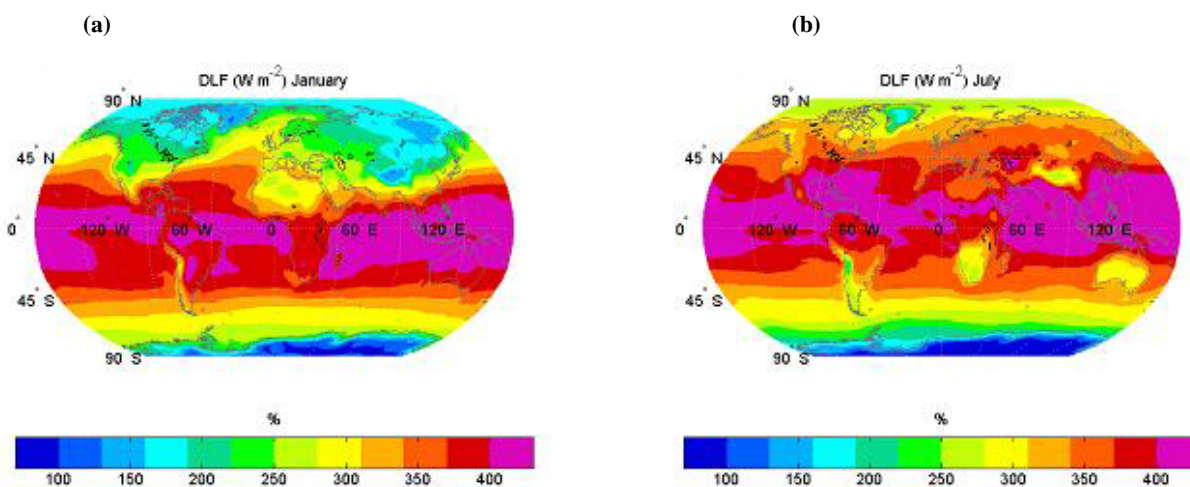 (a)
(b)
DLF (W m⁻²) January
DLF (W m⁻²) July
90° N
45° N
0° 120° W 60° W 0° 60° E 120° E
45° S
90° S
90° N
45° N
0° 120° W 60° W 0° 60° E 120° E
45° S
90° S
%
100 150 200 250 300 350 400
%
100 150 200 250 300 350 400